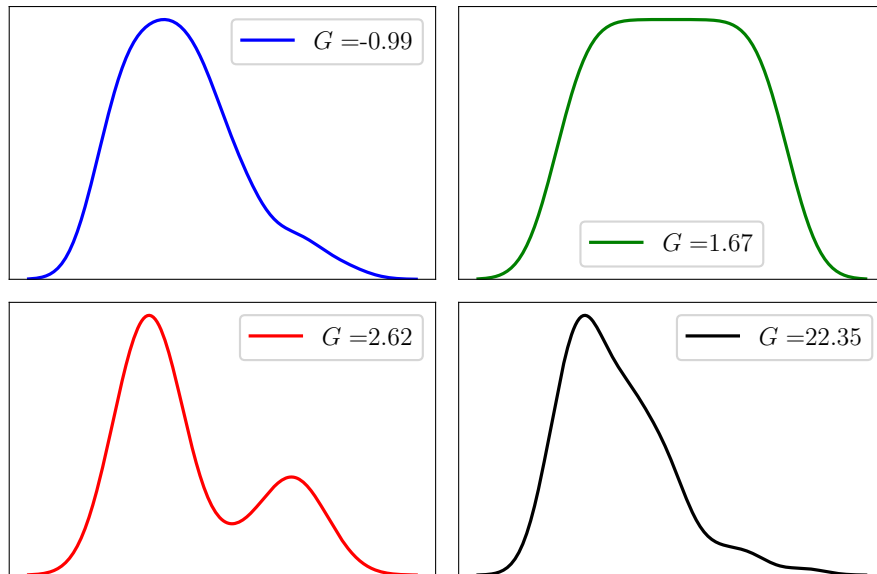 G =-0.99
G =1.67
G =2.62
G =22.35